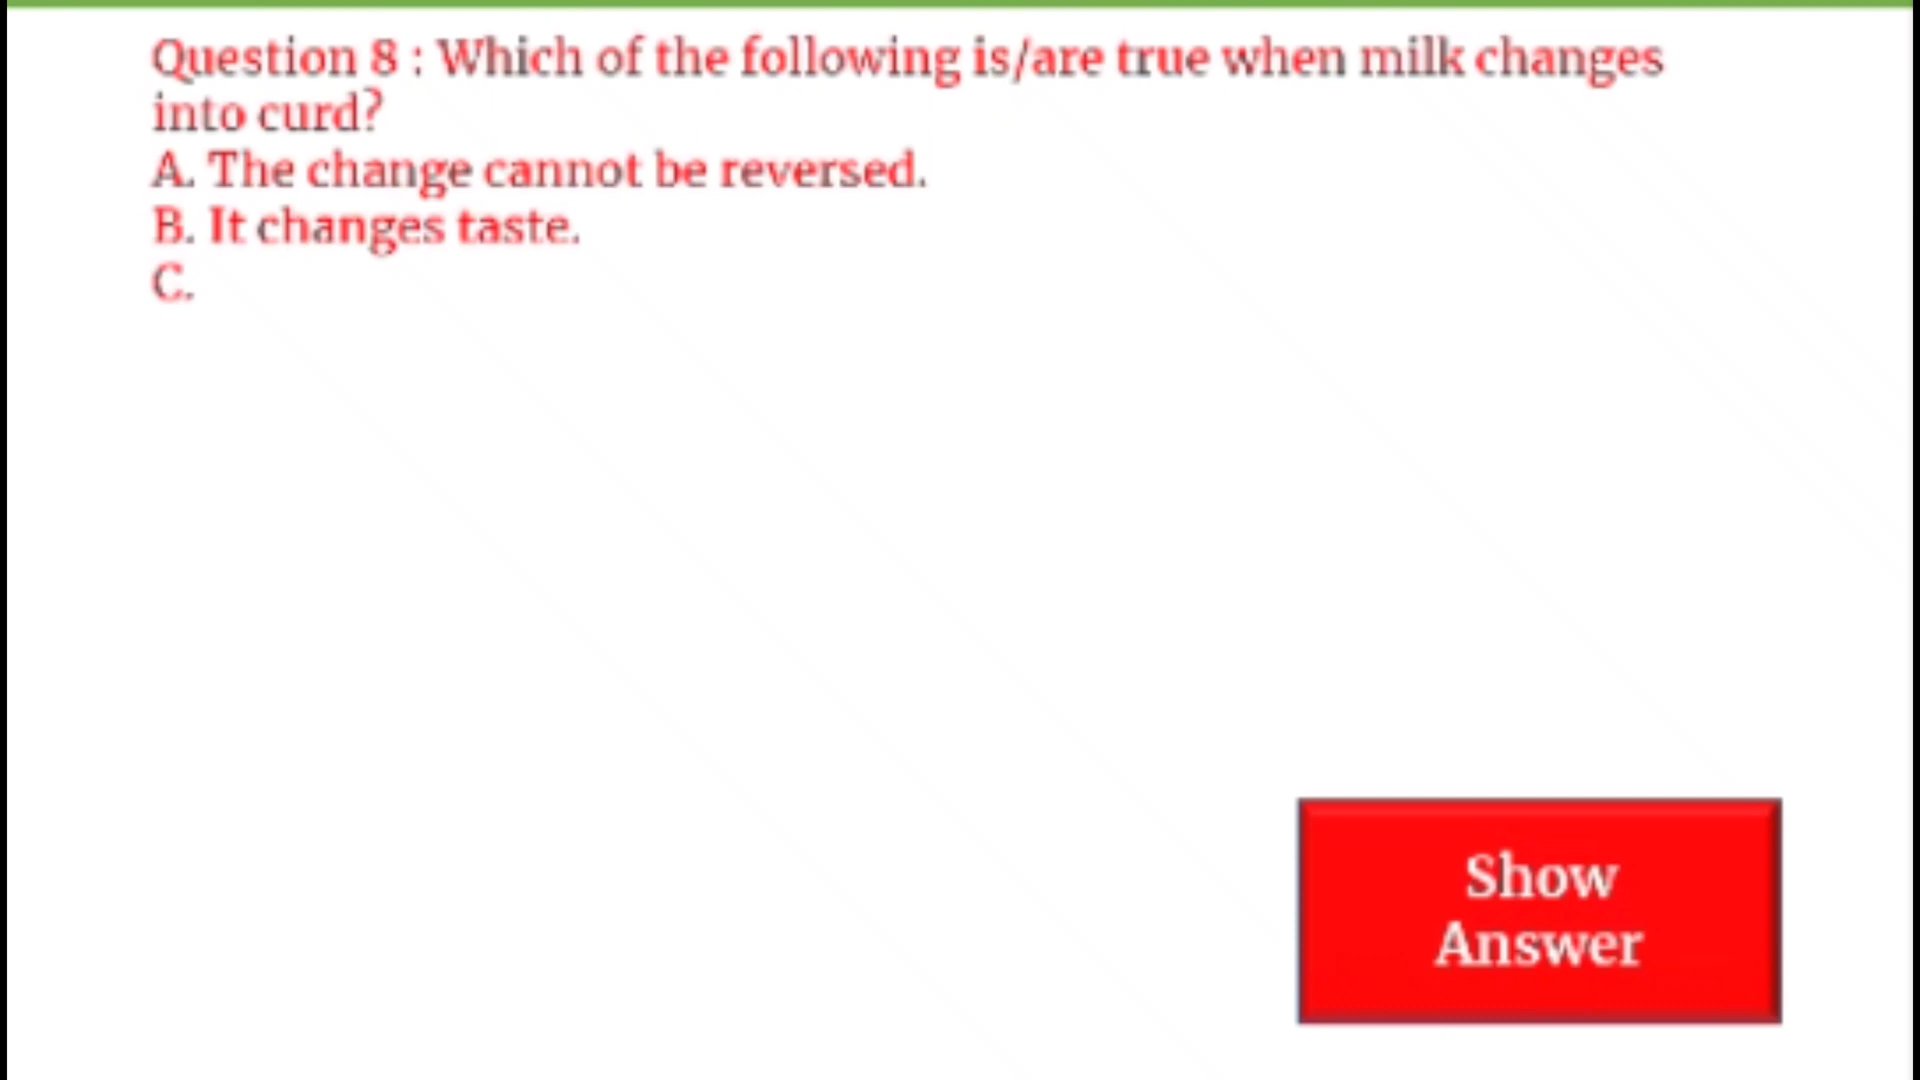 Question 8 : Which of the following is/are true when milk changes
into curd?
A. The change cannot be reversed.
B. It changes taste.
C.
Show
Answer